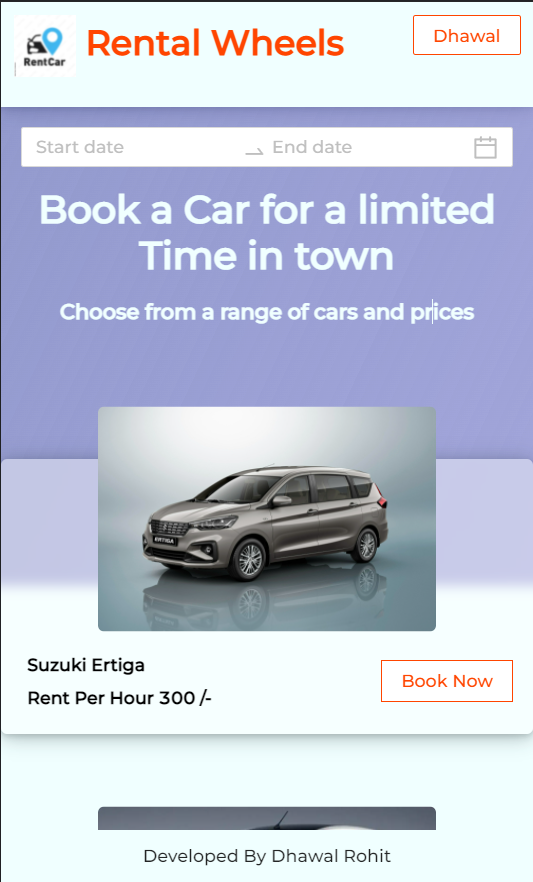 RentCar
Rental Wheels
Dhawal
Start date
End date
Book a Car for a limited
Time in town
Choose from a range of cars and prices
ERTIGA
Suzuki Ertiga
Rent Per Hour 300 /-
Book Now
Developed By Dhawal Rohit